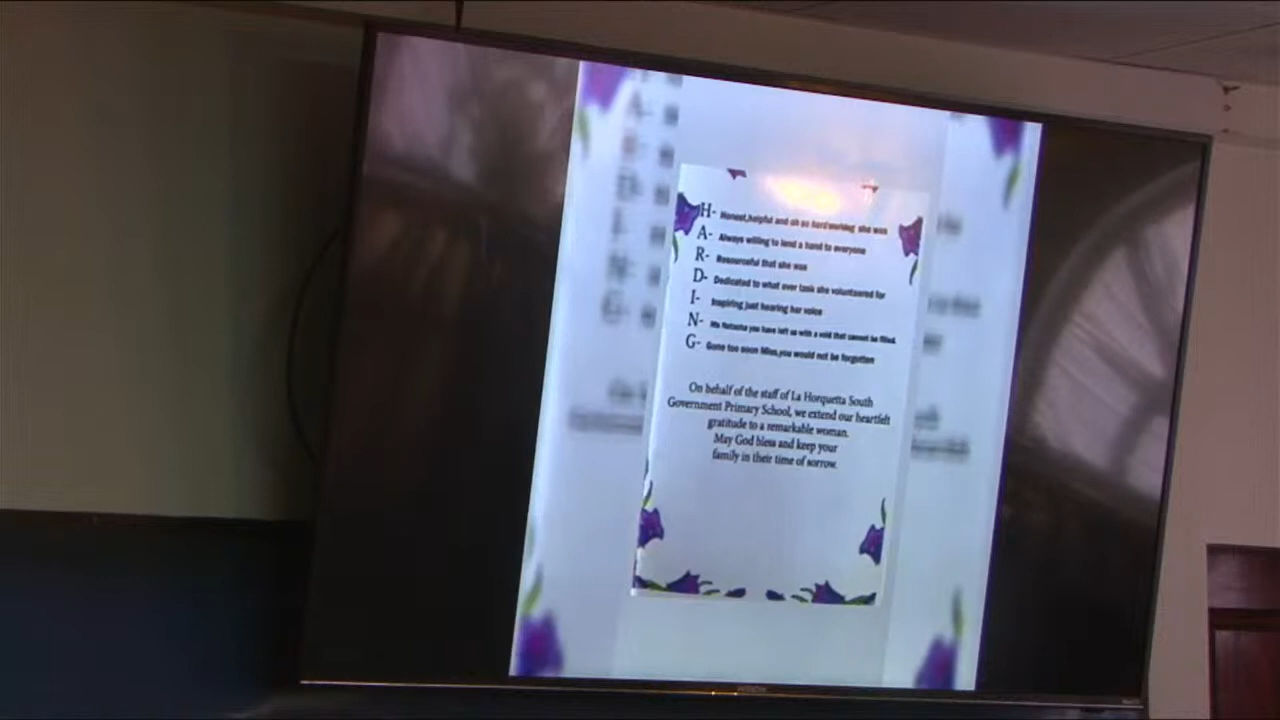 H- Honest,helpful and oh so hard working she was
A- Always willing to lend a hand to everyone
R- Resourceful that she was
D- Dedicated to what ever task she volunteered for
I- Inspiring just hearing her voice
N- Ms Natasha you have left us with a void that cannot be filled.
G- Gone too soon Miss,you would not be forgotten
On behalf of the staff of La Horquetta South
Government Primary School, we extend our heartfelt
gratitude to a remarkable woman.
May God bless and keep your
family in their time of sorrow.